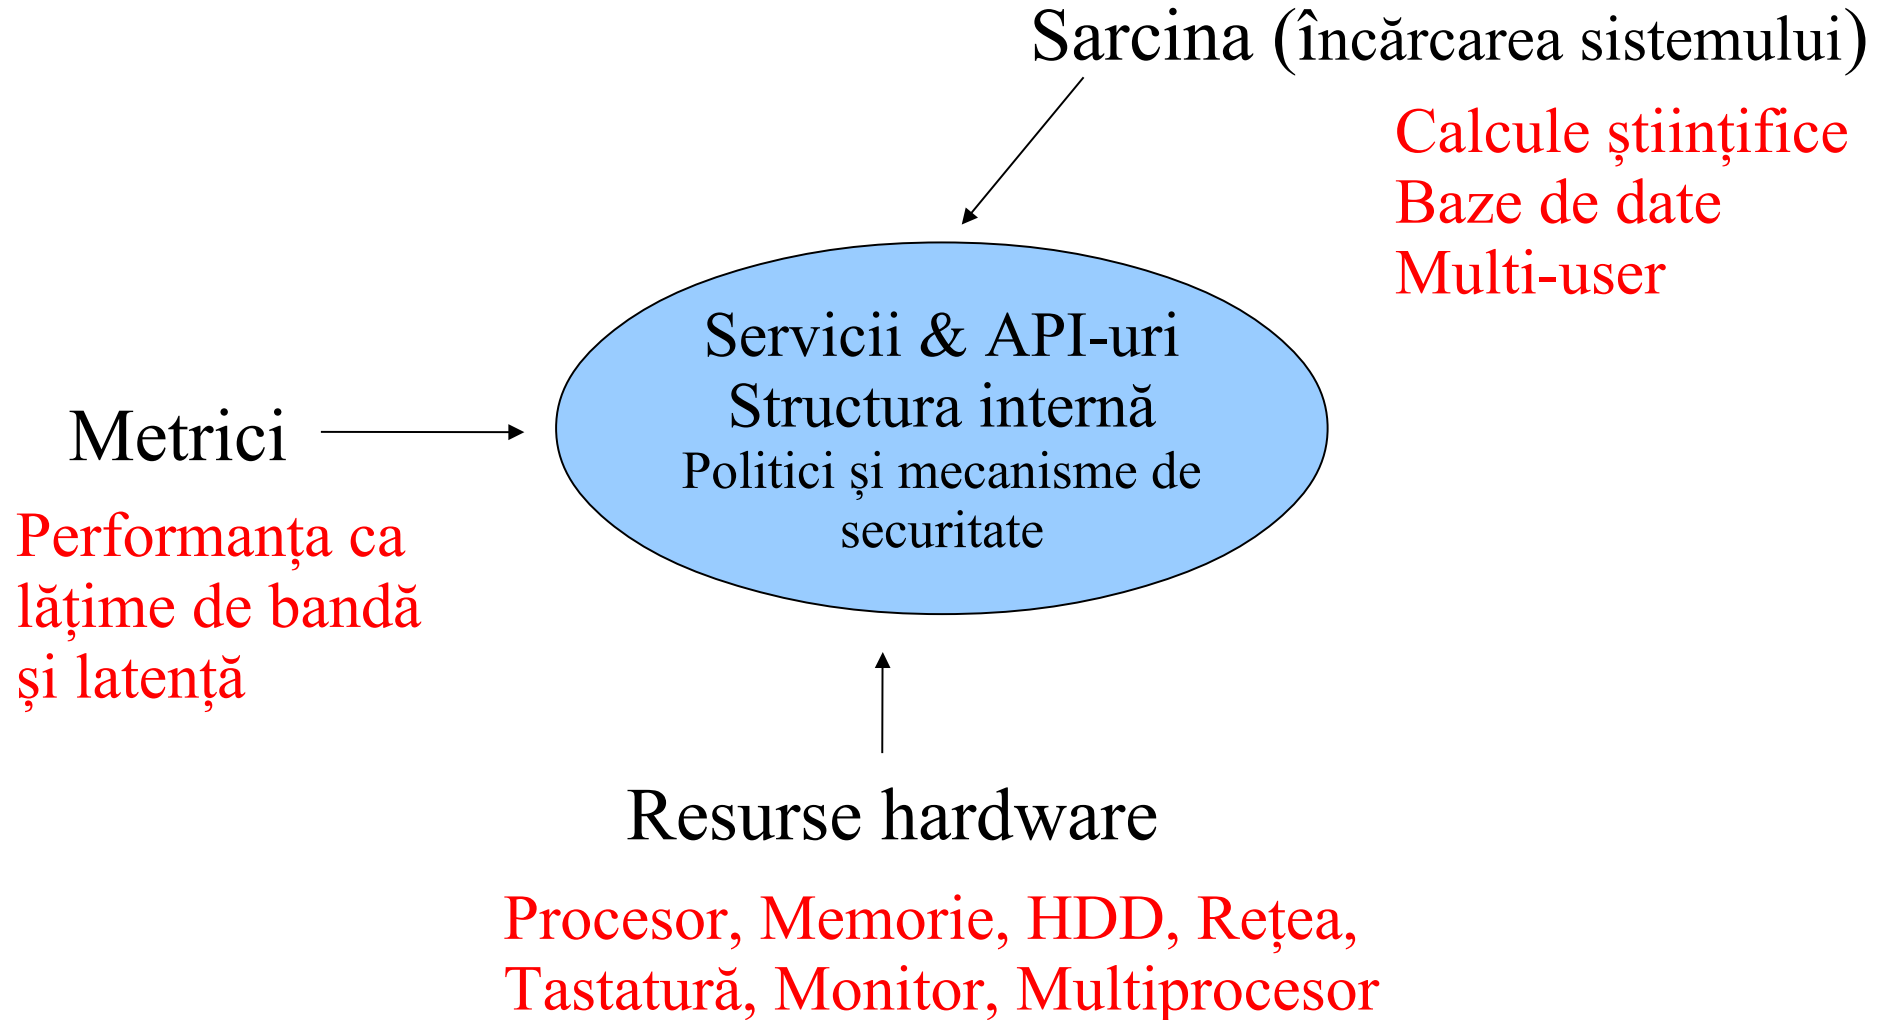 Sarcina (încărcarea sistemului)
Calcule științifice
Baze de date
Multi-user
Servicii & API-uri
Structura internă
Politici și mecanisme de
securitate
Metrici
Performanța ca
lățime de bandă
și latență
Resurse hardware
Procesor, Memorie, HDD, Rețea,
Tastatură, Monitor, Multiprocesor